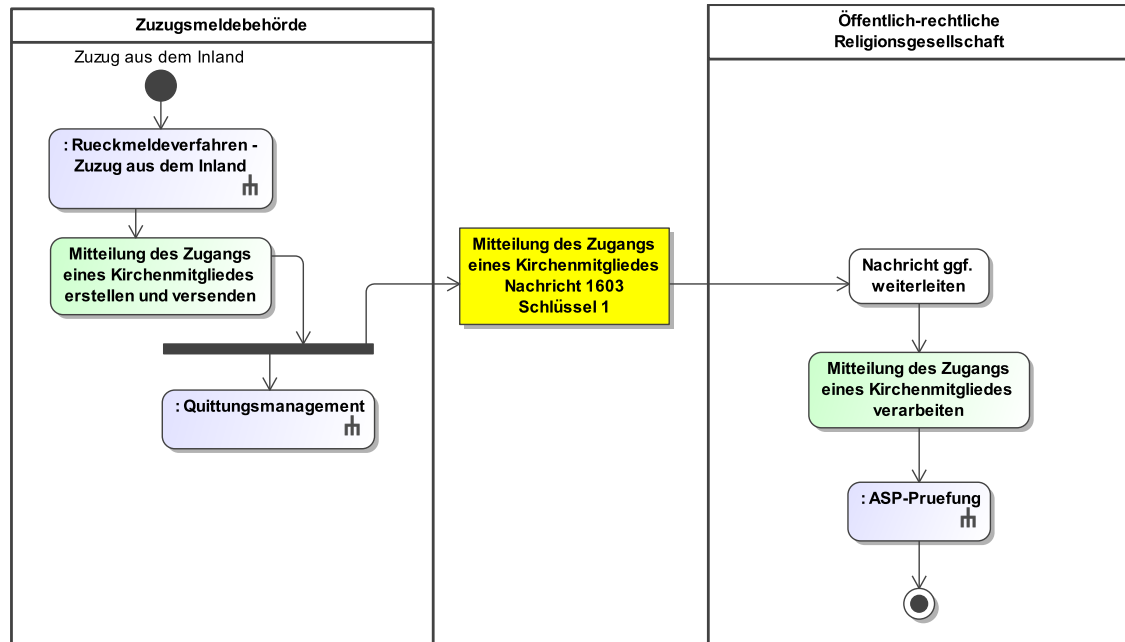 Zuzugsmeldebehörde
Zuzug aus dem Inland
: Rueckmeldeverfahren -
Zuzug aus dem Inland
Mitteilung des Zugangs
eines Kirchenmitgliedes
erstellen und versenden
: Quittungsmanagement
Mitteilung des Zugangs
eines Kirchenmitgliedes
Nachricht 1603
Schlüssel 1
Öffentlich-rechtliche
Religionsgesellschaft
Nachricht ggf.
weiterleiten
Mitteilung des Zugangs
eines Kirchenmitgliedes
verarbeiten
: ASP-Pruefung